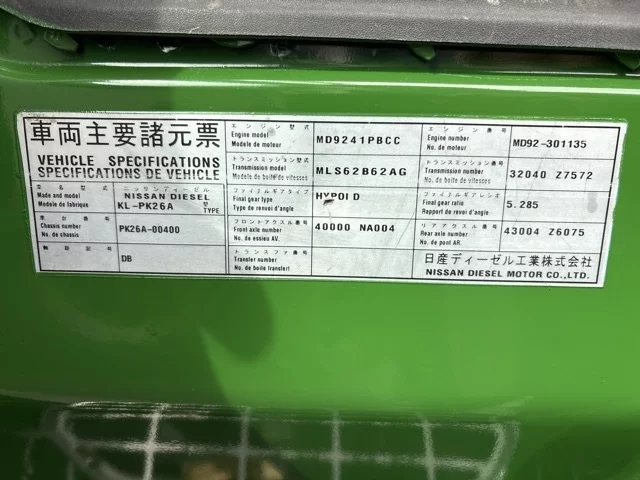 車両主要諸元票
VEHICLE SPECIFICATIONS
SPECIFICATIONS DE VEHICLE
エンジン型式
Engine model
Modele de moteur
MD9241PBCC
エンジン番号
Engine number
No. de moteur
MD92-301135
トランスミッション型式
Transmission model
Modele de boite de vitesses
MLS62B62AG
トランスミッション番号
Transmission number
No. de boite de vitesses
32040 Z7572
車名型式
Made and model
Modele de fabrique
ニッサンディーゼル
NISSAN DIESEL
KL-PK26A
型
TYPE
ファイナルギアタイプ
Final gear type
Type de renvoi d'angle
HYPOID
ファイナルギアレシオ
Final gear ratio
Rapport de renvoi d'angle
5.285
車台番号
Chassis number
No. de chassis
PK26A-00400
フロントアクスル番号
Front axle number
No. de essieu AV.
40000 NA004
リアアクスル番号
Rear axle number
No. de pont AR.
43004 Z6075
DB
トランスファ番号
Transfer number
No de boite transfert
日産ディーゼル工業株式会社
NISSAN DIESEL MOTOR CO.,LTD.